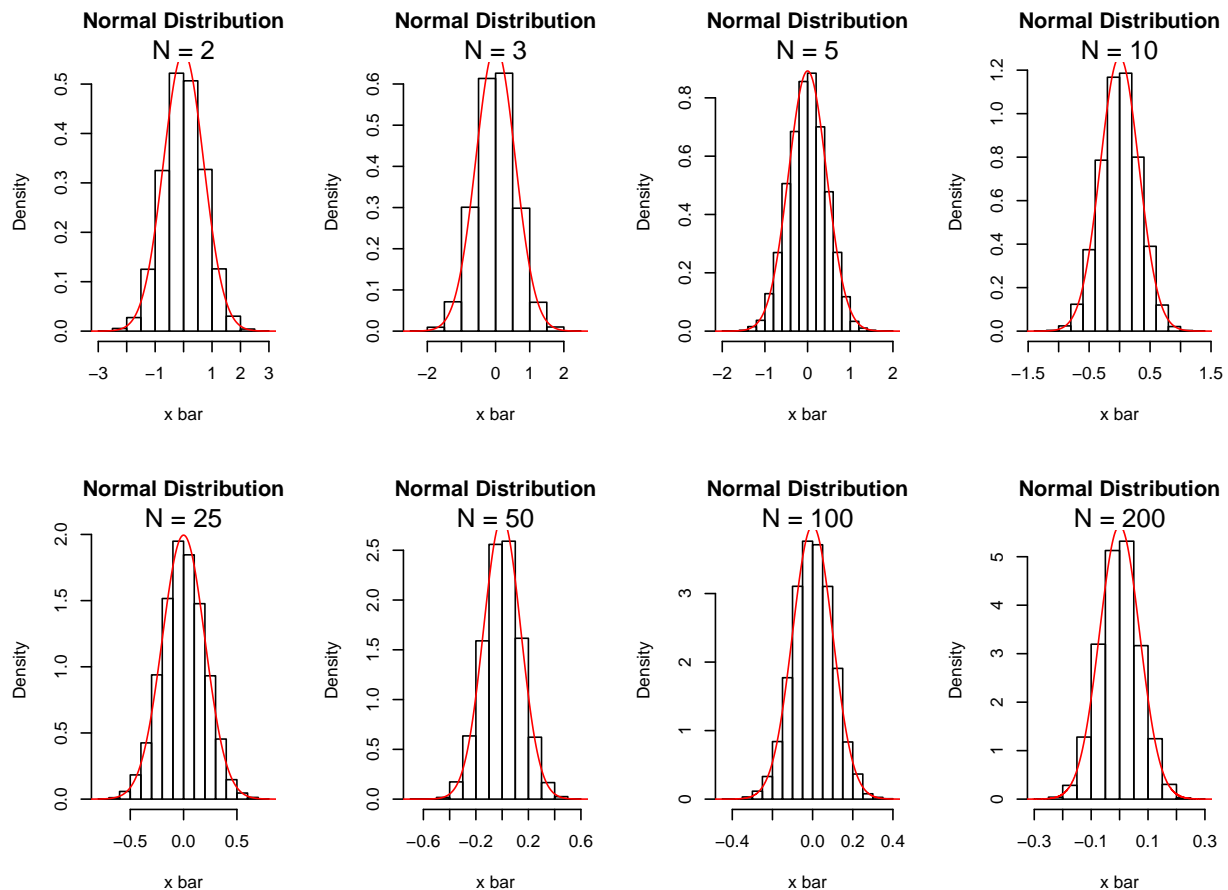 Normal Distribution
N = 2
Density
0.0 0.1 0.2 0.3 0.4 0.5
−3 −1 1 2 3
x bar
Normal Distribution
N = 3
Density
0.0 0.1 0.2 0.3 0.4 0.5 0.6
−2 0 1 2
x bar
Normal Distribution
N = 5
Density
0.0 0.2 0.4 0.6 0.8
−2 −1 0 1 2
x bar
Normal Distribution
N = 10
Density
0.0 0.2 0.4 0.6 0.8 1.0 1.2
−1.5 −0.5 0.5 1.5
x bar
Normal Distribution
N = 25
Density
0.0 0.5 1.0 1.5 2.0
−0.5 0.0 0.5
x bar
Normal Distribution
N = 50
Density
0.0 0.5 1.0 1.5 2.0 2.5
−0.6 −0.2 0.2 0.6
x bar
Normal Distribution
N = 100
Density
0 1 2 3
−0.4 0.0 0.2 0.4
x bar
Normal Distribution
N = 200
Density
0 1 2 3 4 5
−0.3 −0.1 0.1 0.3
x bar